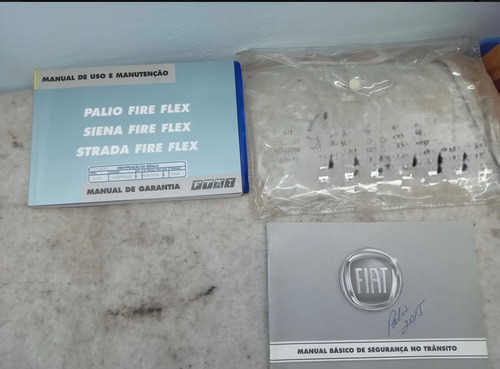 MANUAL DE USO E MANUTENÇÃO
PALIO FIRE FLEX
SIENA FIRE FLEX
STRADA FIRE FLEX
MANUAL DE GARANTIA
FIAT
FIAT
Palio
2015
MANUAL BÁSICO DE SEGURANÇA NO TRÂNSITO